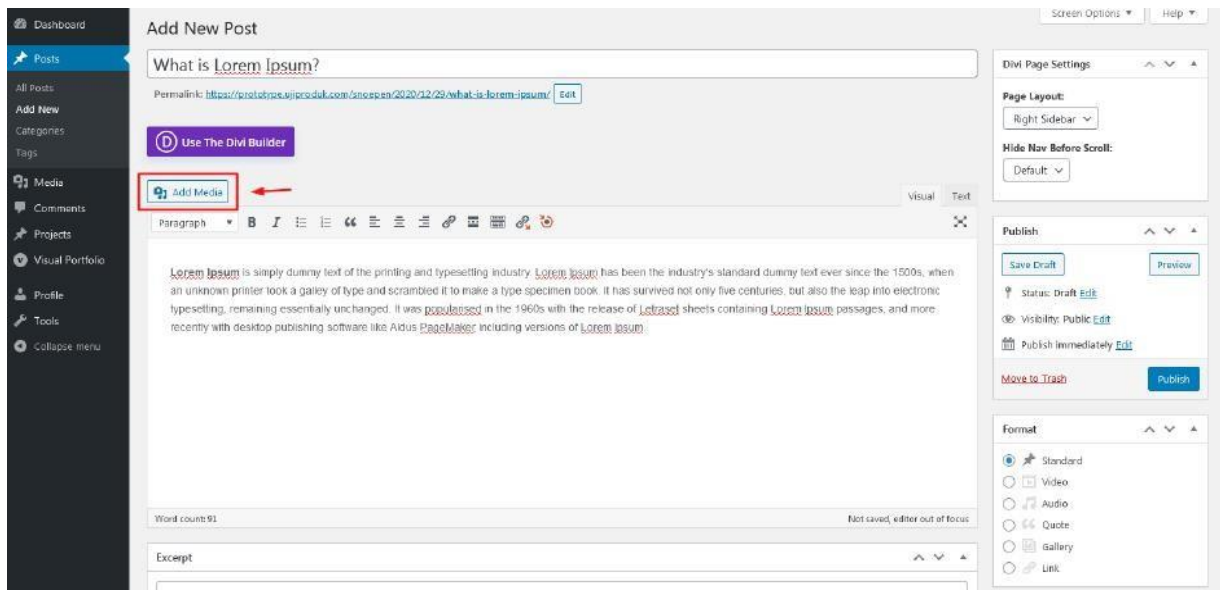 Dashboard
Posts
All Posts
Add New
Categories
Tags
Media
Comments
Projects
Visual Portfolio
Profile
Tools
Collapse menu
Screen Options
Help
Add New Post
What is Lorem Ipsum?
Permalink: https://prototype.ujiproduk.com/snoepen/2020/12/29/what-is-lorem-ipsum/ Edit
D Use The Divi Builder
Add Media
Visual Text
Paragraph B I
Lorem Ipsum is simply dummy text of the printing and typesetting industry. Lorem Ipsum has been the industry's standard dummy text ever since the 1500s, when
an unknown printer took a galley of type and scrambled it to make a type specimen book. It has survived not only five centuries, but also the leap into electronic
typesetting, remaining essentially unchanged. It was popularised in the 1960s with the release of Letraset sheets containing Lorem Ipsum passages, and more
recently with desktop publishing software like Aldus PageMaker including versions of Lorem Ipsum
Word count: 91
Not saved, editor out of focus
Excerpt
Divi Page Settings
Page Layout:
Right Sidebar
Hide Nav Before Scroll:
Default
Publish
Save Draft
Preview
Status: Draft Edit
Visibility: Public Edit
Publish immediately Edit
Move to Trash
Publish
Format
Standard
Video
Audio
Quote
Gallery
Link